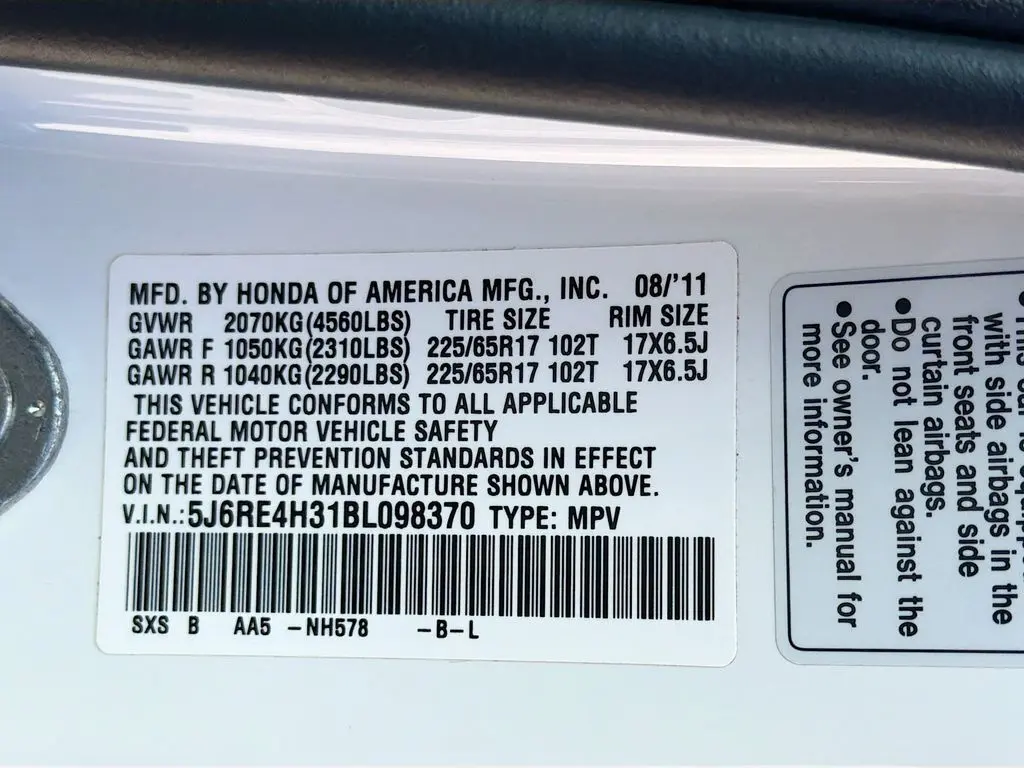 MFD. BY HONDA OF AMERICA MFG., INC. 08/'11
GVWR 2070KG(4560LBS) TIRE SIZE RIM SIZE
GAWR F 1050KG(2310LBS) 225/65R17 102T 17X6.5J
GAWR R 1040KG(2290LBS) 225/65R17 102T 17X6.5J
THIS VEHICLE CONFORMS TO ALL APPLICABLE
FEDERAL MOTOR VEHICLE SAFETY
AND THEFT PREVENTION STANDARDS IN EFFECT
ON THE DATE OF MANUFACTURE SHOWN ABOVE.
V.I.N.:5J6RE4H31BL098370 TYPE: MPV
SXS B AA5 -NH578 -B-L
with side airbags in the
front seats and side
curtain airbags.
●Do not lean against the
door.
●See owner's manual for
more information.